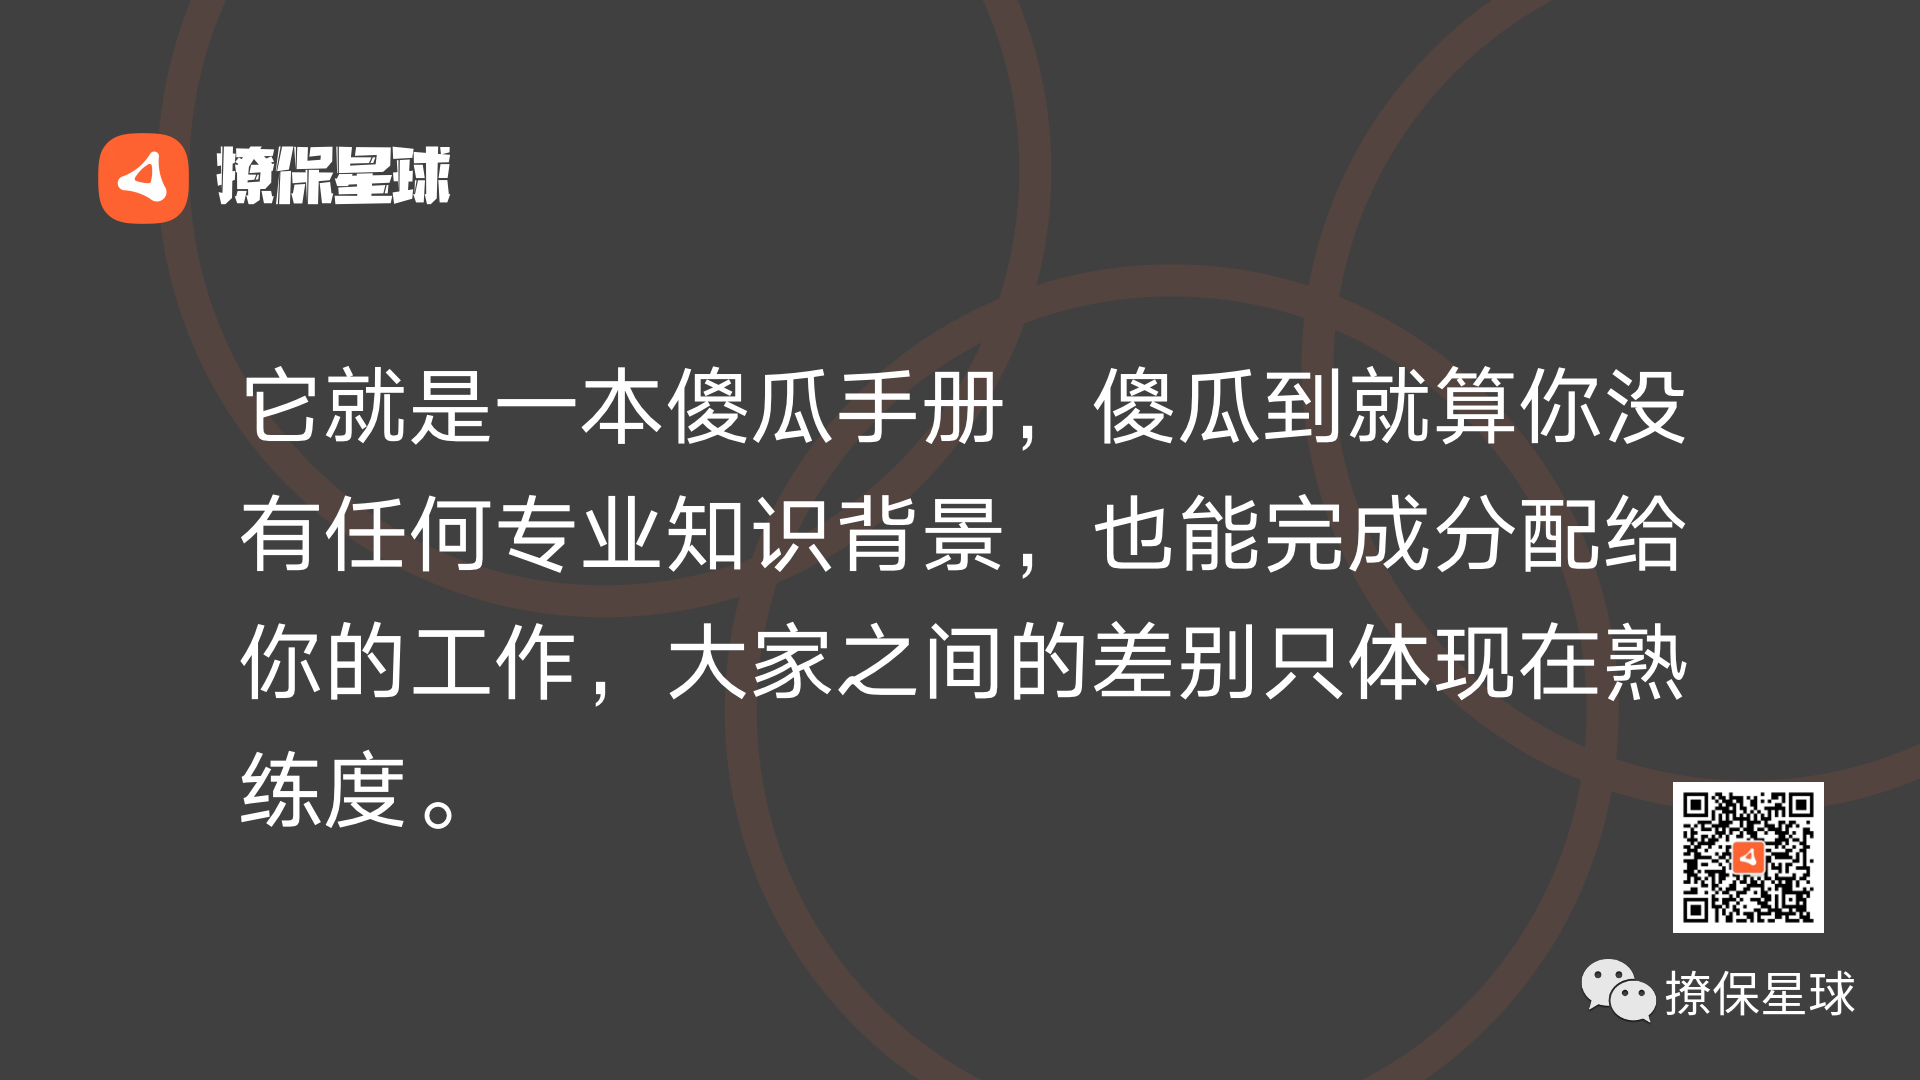 撩保星球
它就是一本傻瓜手册，傻瓜到就算你没
有任何专业知识背景，也能完成分配给
你的工作，大家之间的差别只体现在熟
练度。
撩保星球